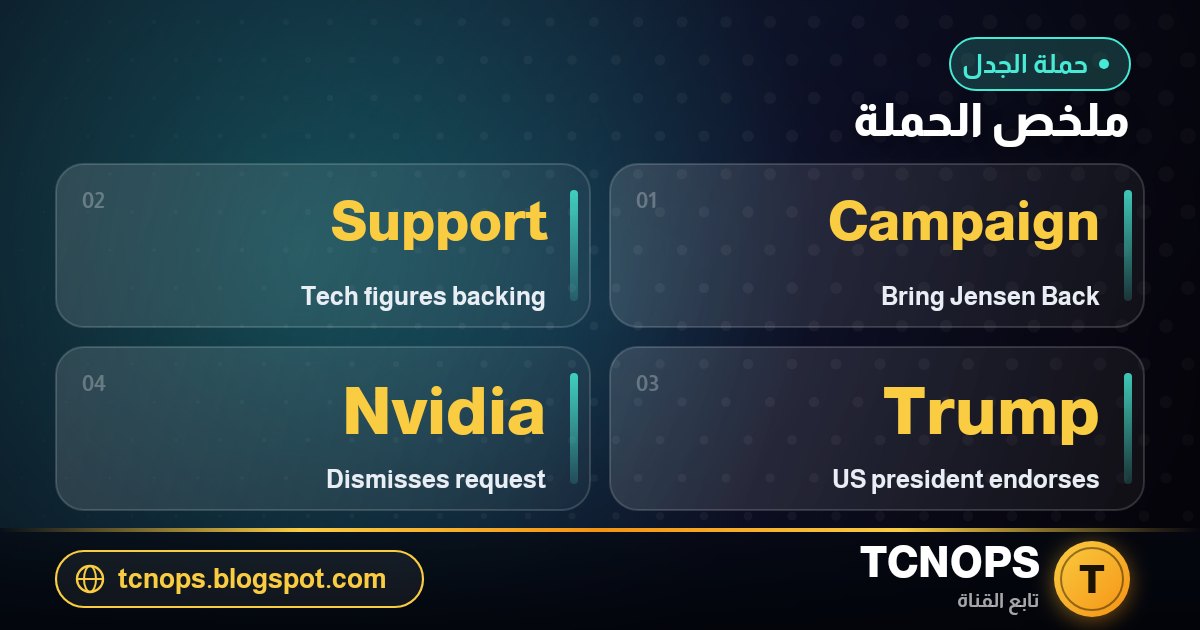 حملة الجدل
ملخص الحملة
01
Campaign
Bring Jensen Back
02
Support
Tech figures backing
03
Trump
US president endorses
04
Nvidia
Dismisses request
T
TCNOPS
تابع القناة
tcnops.blogspot.com